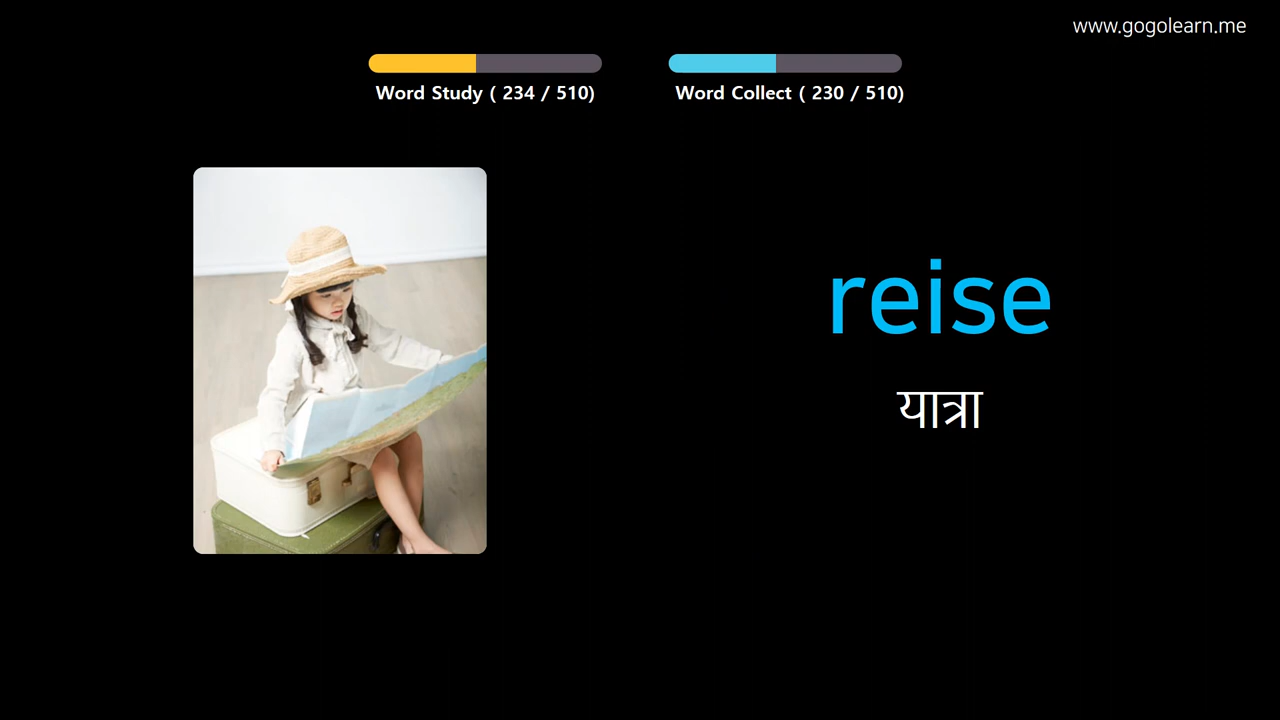 www.gogolearn.me
Word Study ( 234 / 510)
Word Collect ( 230 / 510)
reise
यात्रा